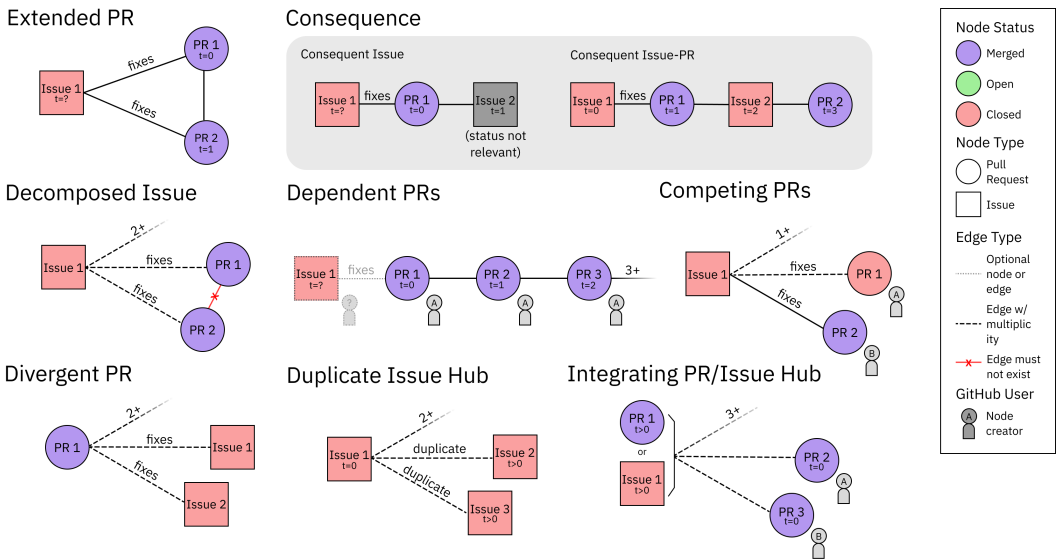 Extended PR
Issue 1
t=?
fixes
fixes
PR 1
t=0
PR 2
t=1
Consequence
Consequent Issue
Issue 1
t=?
fixes
PR 1
t=0
Issue 2
t=1
(status not
relevant)
Consequent Issue-PR
Issue 1
t=0
fixes
PR 1
t=1
Issue 2
t=2
PR 2
t=3
Decomposed Issue
Issue 1
2+
fixes
fixes
PR 1
PR 2
Dependent PRs
Issue 1
t=?
fixes
?
PR 1
t=0
A
PR 2
t=1
A
PR 3
t=2
A
3+
Competing PRs
Issue 1
1+
fixes
fixes
PR 1
A
PR 2
B
Divergent PR
PR 1
2+
fixes
fixes
Issue 1
Issue 2
Duplicate Issue Hub
Issue 1
t=0
2+
duplicate
duplicate
Issue 2
t>0
Issue 3
t>0
Integrating PR/Issue Hub
PR 1
t>0
or
Issue 1
t>0
3+
PR 2
t=0
A
PR 3
t=0
B
Node Status
Merged
Open
Closed
Node Type
Pull
Request
Issue
Edge Type
Optional
node or
edge
Edge w/
multiplic
ity
Edge must
not exist
GitHub User
A
Node
creator